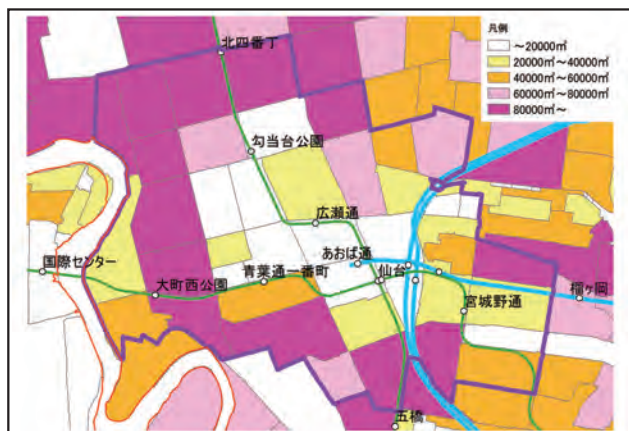 凡例
～20000㎡
20000㎡～40000㎡
40000㎡～60000㎡
60000㎡～80000㎡
80000㎡～
北四番丁
勾当台公園
広瀬通
あおば通
国際センター
仙台
青葉通一番町
大町西公園
榴ヶ岡
宮城野通
五橋